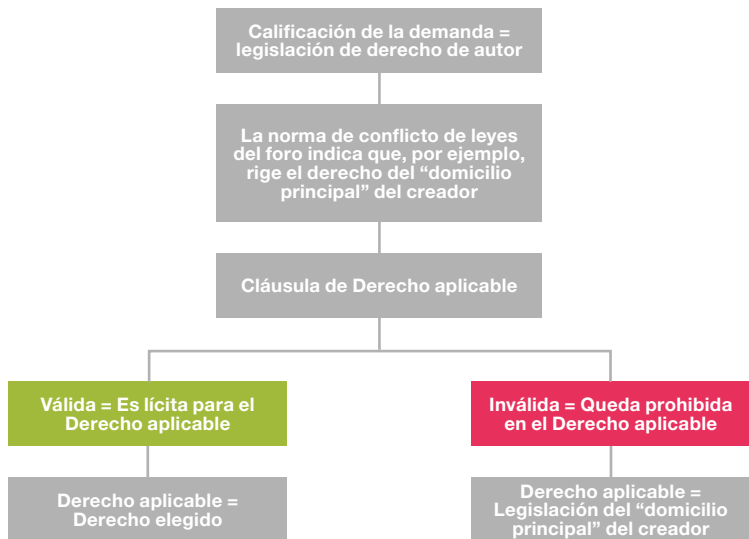 Calificación de la demanda =
legislación de derecho de autor
La norma de conflicto de leyes
del foro indica que, por ejemplo,
rige el derecho del “domicilio
principal” del creador
Cláusula de Derecho aplicable
Válida = Es lícita para el
Derecho aplicable
Inválida = Queda prohibida
en el Derecho aplicable
Derecho aplicable =
Derecho elegido
Derecho aplicable =
Legislación del “domicilio
principal” del creador